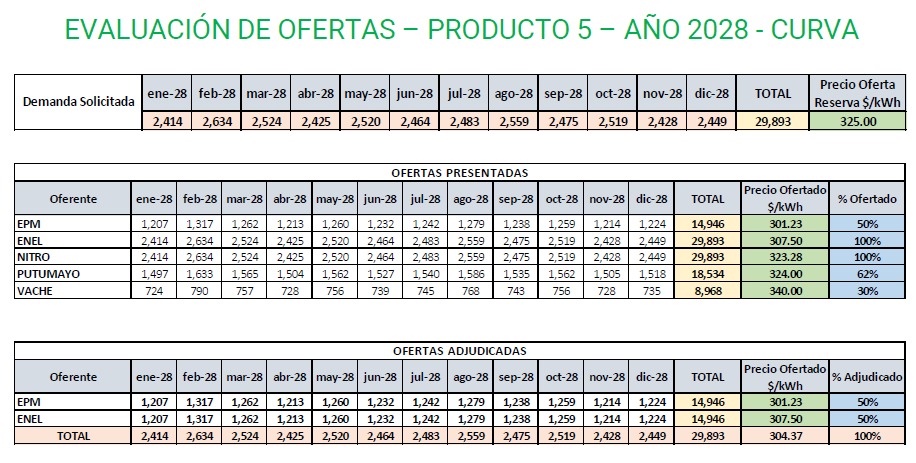 EVALUACIÓN DE OFERTAS – PRODUCTO 5 – AÑO 2028 - CURVA
Demanda Solicitada ene-28 feb-28 mar-28 abr-28 may-28 jun-28 jul-28 ago-28 sep-28 oct-28 nov-28 dic-28 TOTAL Precio Oferta Reserva $/kWh
2,414 2,634 2,524 2,425 2,520 2,464 2,483 2,559 2,475 2,519 2,428 2,449 29,893 325.00
OFERTAS PRESENTADAS
Oferente ene-28 feb-28 mar-28 abr-28 may-28 jun-28 jul-28 ago-28 sep-28 oct-28 nov-28 dic-28 TOTAL Precio Ofertado $/kWh % Ofertado
EPM 1,207 1,317 1,262 1,213 1,260 1,232 1,242 1,279 1,238 1,259 1,214 1,224 14,946 301.23 50%
ENEL 2,414 2,634 2,524 2,425 2,520 2,464 2,483 2,559 2,475 2,519 2,428 2,449 29,893 307.50 100%
NITRO 2,414 2,634 2,524 2,425 2,520 2,464 2,483 2,559 2,475 2,519 2,428 2,449 29,893 323.28 100%
PUTUMAYO 1,497 1,633 1,565 1,504 1,562 1,527 1,540 1,586 1,535 1,562 1,505 1,518 18,534 324.00 62%
VACHE 724 790 757 728 756 739 745 768 743 756 728 735 8,968 340.00 30%
OFERTAS ADJUDICADAS
Oferente ene-28 feb-28 mar-28 abr-28 may-28 jun-28 jul-28 ago-28 sep-28 oct-28 nov-28 dic-28 TOTAL Precio Ofertado $/kWh % Adjudicado
EPM 1,207 1,317 1,262 1,213 1,260 1,232 1,242 1,279 1,238 1,259 1,214 1,224 14,946 301.23 50%
ENEL 1,207 1,317 1,262 1,213 1,260 1,232 1,242 1,279 1,238 1,259 1,214 1,224 14,946 307.50 50%
TOTAL 2,414 2,634 2,524 2,425 2,520 2,464 2,483 2,559 2,475 2,519 2,428 2,449 29,893 304.37 100%